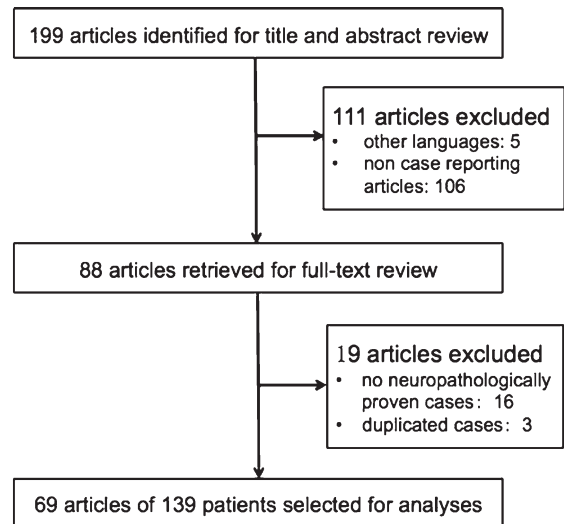 199 articles identified for title and abstract review
111 articles excluded
• other languages: 5
• non case reporting
articles: 106
88 articles retrieved for full-text review
19 articles excluded
• no neuropathologically
proven cases: 16
• duplicated cases: 3
69 articles of 139 patients selected for analyses